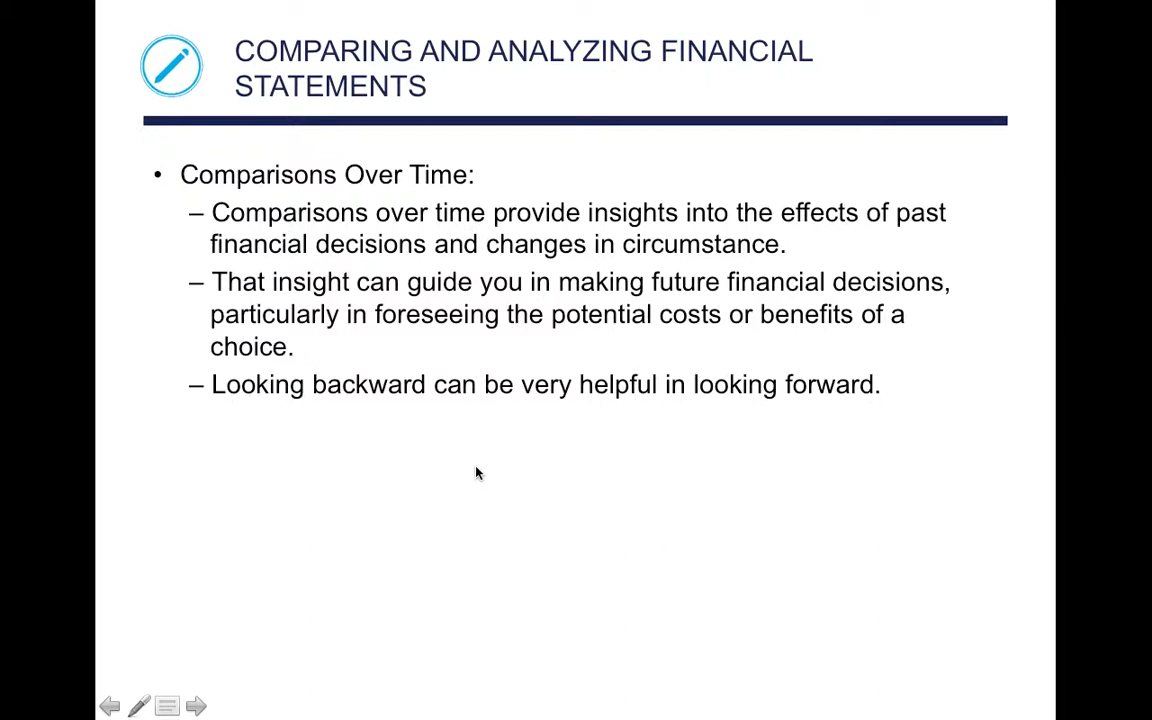 COMPARING AND ANALYZING FINANCIAL
STATEMENTS
• Comparisons Over Time:
– Comparisons over time provide insights into the effects of past
financial decisions and changes in circumstance.
– That insight can guide you in making future financial decisions,
particularly in foreseeing the potential costs or benefits of a
choice.
– Looking backward can be very helpful in looking forward.